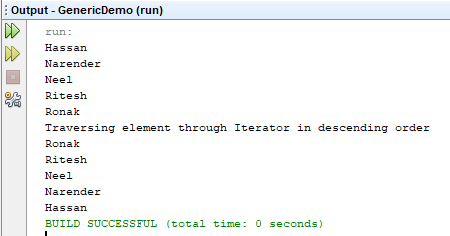 Output - GenericDemo (run)
run:
Hassan
Narender
Neel
Ritesh
Ronak
Traversing element through Iterator in descending order
Ronak
Ritesh
Neel
Narender
Hassan
BUILD SUCCESSFUL (total time: 0 seconds)